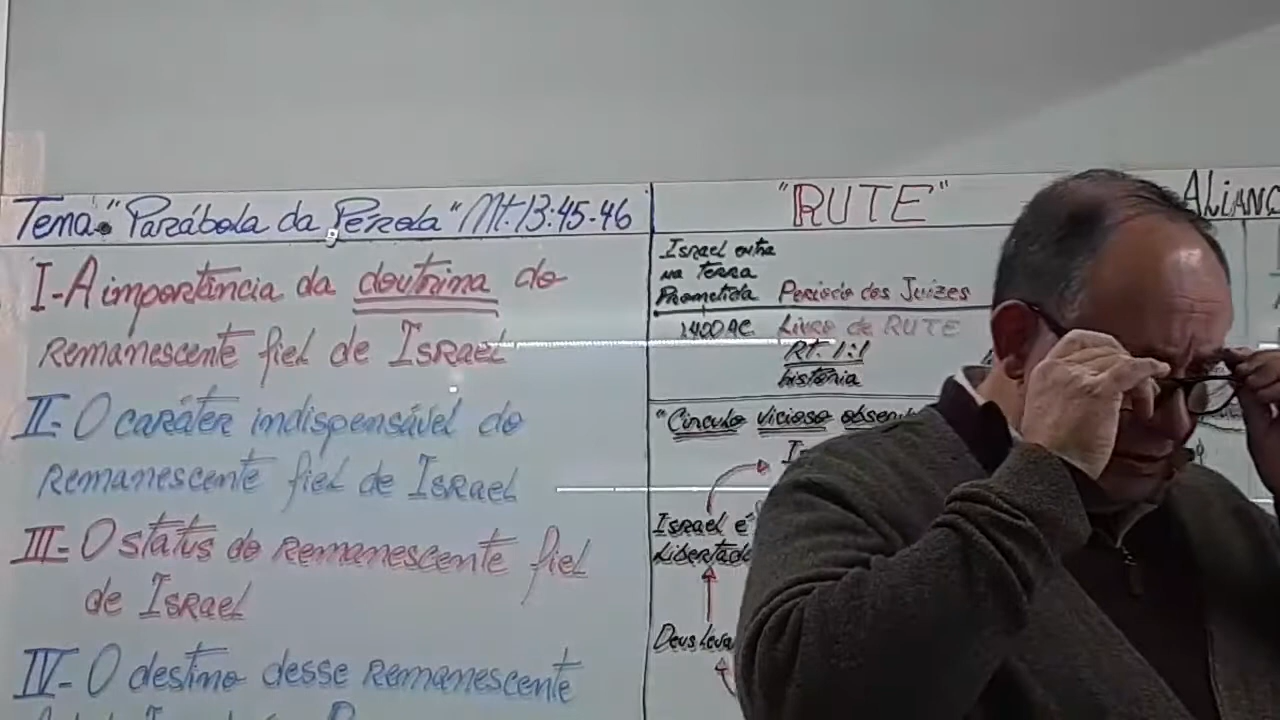 Tema: "Parábola da Pérola" Mt. 13:45-46
I- A importância da doutrina do
Remanescente fiel de Israel
II- O caráter indispensável do
Remanescente fiel de Israel
III- O status do Remanescente fiel
de Israel
IV- O destino desse Remanescente
"RUTE"
Israel entra
na Terra
Prometida
Período dos Juízes
1400 AC
Livro de RUTE
Rt. 1:1
história
"Círculo vicioso
Israel é
Libertado
Deus leva
ALIANÇ